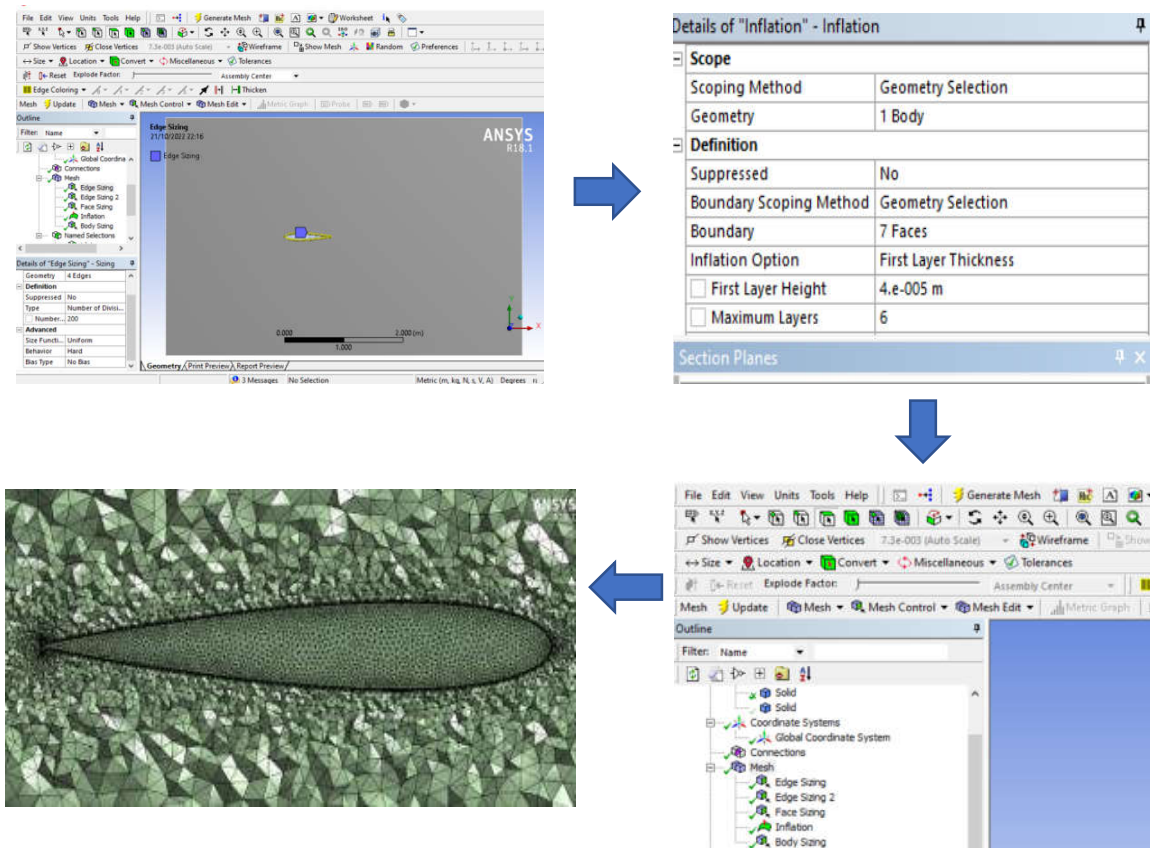 File Edit View Units Tools Help Generate Mesh Worksheet
Show Vertices Close Vertices 7.3e-003 (Auto Scale) Wireframe Show Mesh Random Preferences
Size Location Convert Miscellaneous Tolerances
Reset Explode Factor: Assembly Center
Edge Coloring Thicken
Mesh Update Mesh Mesh Control Mesh Edit Metric Graph Probe
Outline
Filter: Name
Global Coordina
Connections
Mesh
Edge Sizing
Edge Sizing 2
Face Sizing
Inflation
Body Sizing
Named Selections
Details of "Edge Sizing" - Sizing
Geometry 4 Edges
Definition
Suppressed No
Type Number of Divisi...
Number... 200
Advanced
Size Functi... Uniform
Behavior Hard
Bias Type No Bias
Edge Sizing
21/10/2023 22:16
Edge Sizing
ANSYS
R18.1
Y
X
0.000 2.000 (m)
1.000
Geometry Print Preview Report Preview
3 Messages No Selection Metric (m, kg, N, s, V, A) Degrees
Details of "Inflation" - Inflation
Scope
Scoping Method Geometry Selection
Geometry 1 Body
Definition
Suppressed No
Boundary Scoping Method Geometry Selection
Boundary 7 Faces
Inflation Option First Layer Thickness
First Layer Height 4.e-005 m
Maximum Layers 6
Section Planes
ANSYS
File Edit View Units Tools Help Generate Mesh
Show Vertices Close Vertices 7.3e-003 (Auto Scale) Wireframe Show
Size Location Convert Miscellaneous Tolerances
Reset Explode Factor: Assembly Center
Mesh Update Mesh Mesh Control Mesh Edit Metric Graph
Outline
Filter: Name
Solid
Solid
Coordinate Systems
Global Coordinate System
Connections
Mesh
Edge Sizing
Edge Sizing 2
Face Sizing
Inflation
Body Sizing